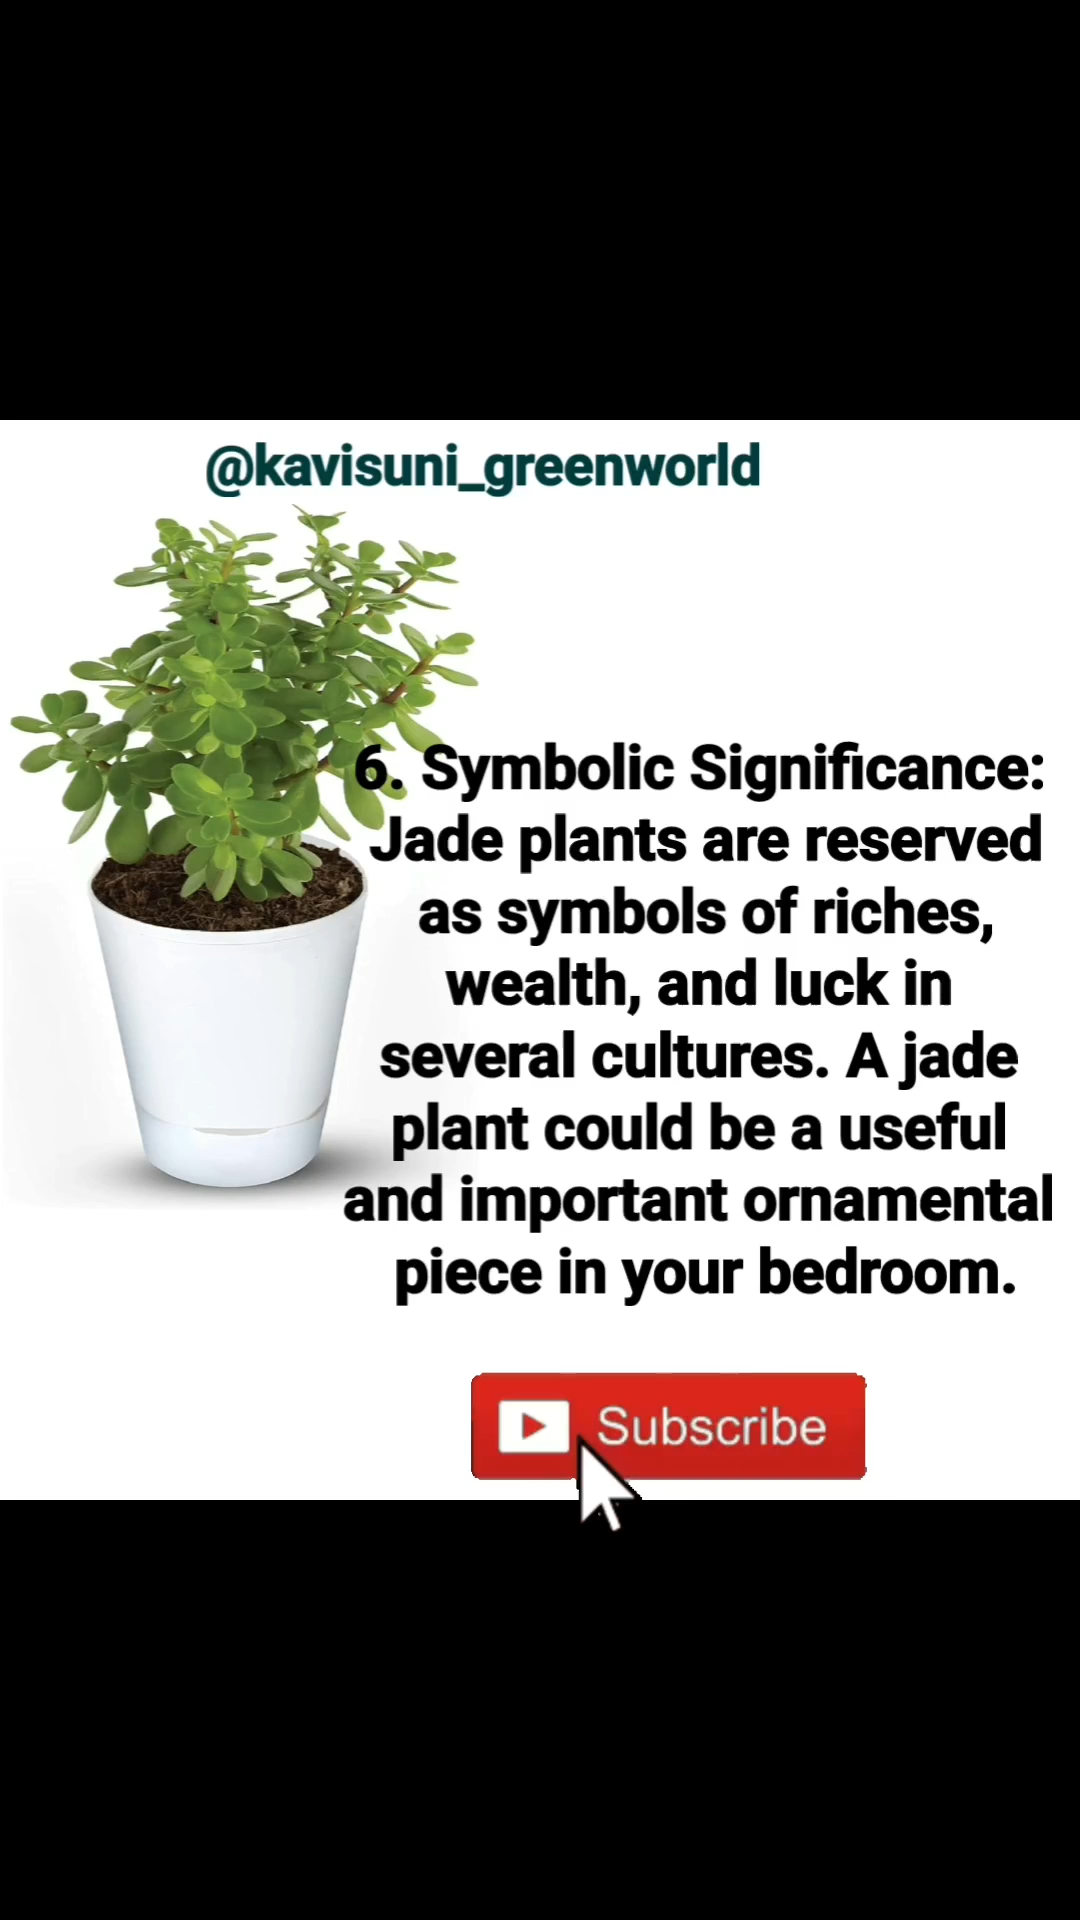 @kavisuni_greenworld
6. Symbolic Significance:
Jade plants are reserved
as symbols of riches,
wealth, and luck in
several cultures. A jade
plant could be a useful
and important ornamental
piece in your bedroom.
Subscribe